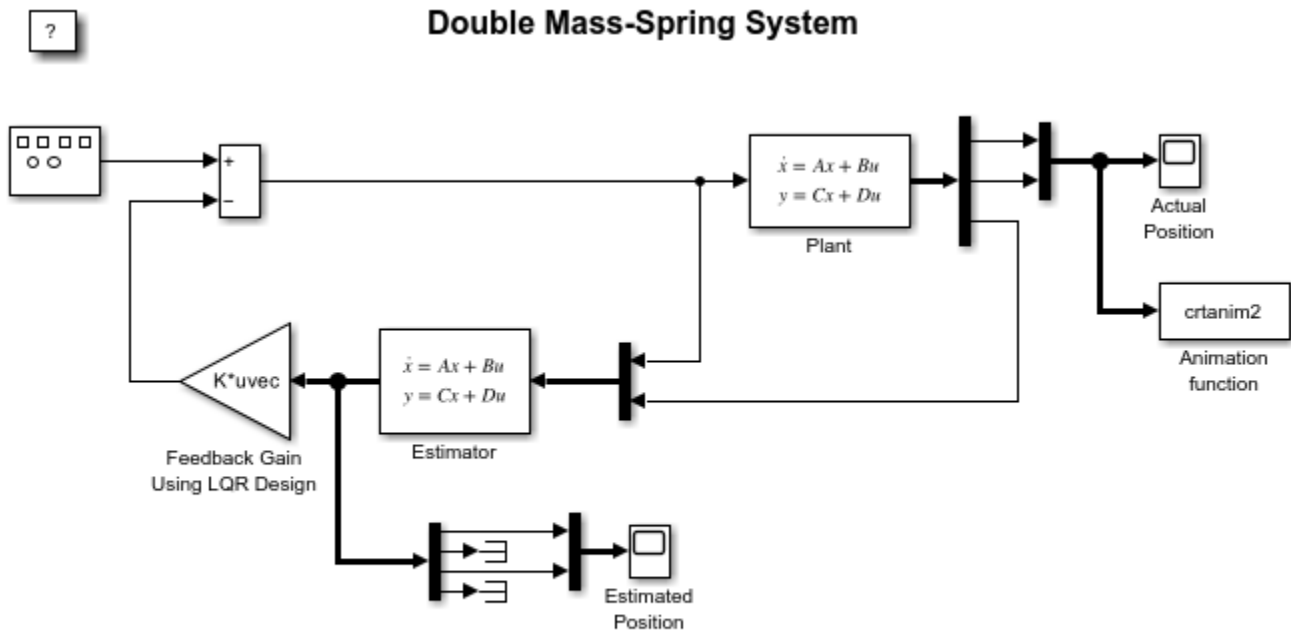 Double Mass-Spring System
?
+
−
ẋ = Ax + Bu
y = Cx + Du
Plant
Actual
Position
crtanim2
Animation
function
K*uvec
Feedback Gain
Using LQR Design
ẋ = Ax + Bu
y = Cx + Du
Estimator
Estimated
Position